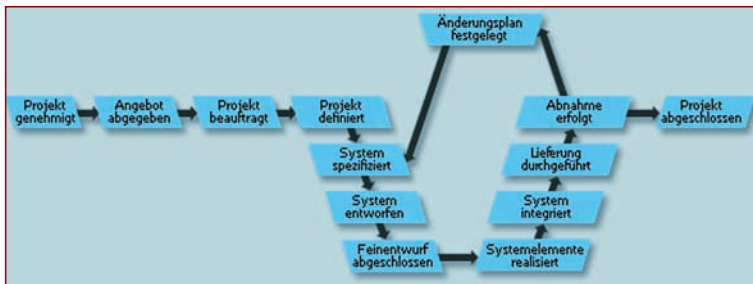 Änderungsplan
festgelegt
Projekt
genehmigt
Angebot
abgegeben
Projekt
beauftragt
Projekt
definiert
Abnahme
erfolgt
Projekt
abgeschlossen
System
spezifiziert
Lieferung
durchgeführt
System
entworfen
System
integriert
Feinentwurf
abgeschlossen
Systemelemente
realisiert